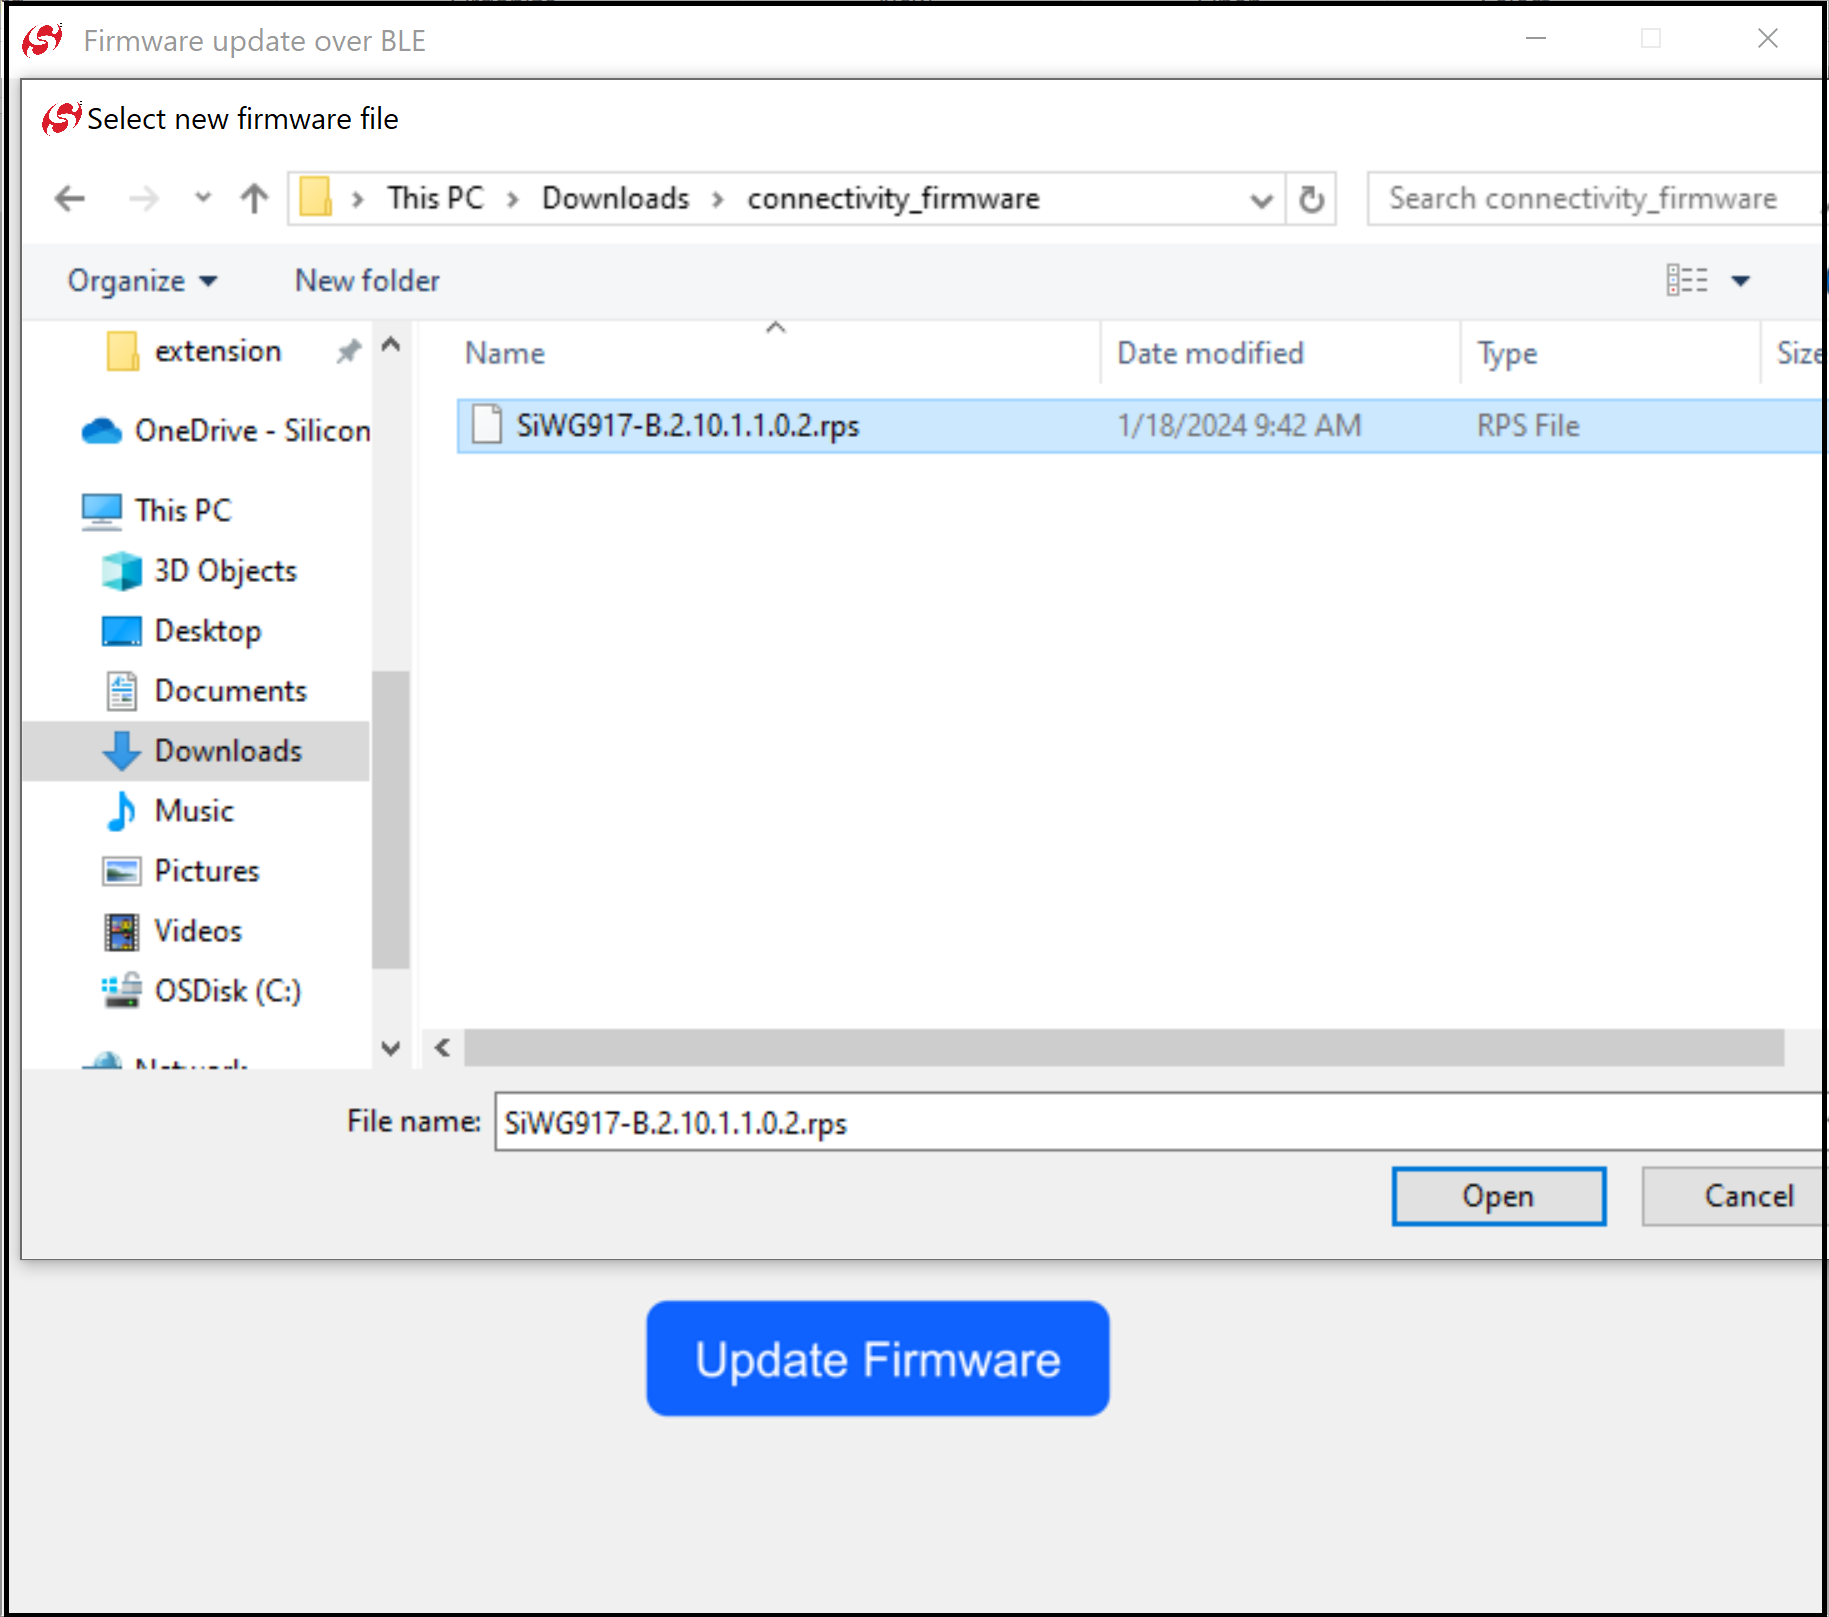 Firmware update over BLE
Select new firmware file
This PC > Downloads > connectivity_firmware
Search connectivity_firmware
Organize
New folder
extension
OneDrive - Silicon
This PC
3D Objects
Desktop
Documents
Downloads
Music
Pictures
Videos
OSDisk (C:)
Network
Name Date modified Type Size
SiWG917-B.2.10.1.1.0.2.rps 1/18/2024 9:42 AM RPS File
File name: SiWG917-B.2.10.1.1.0.2.rps
Open Cancel
Update Firmware